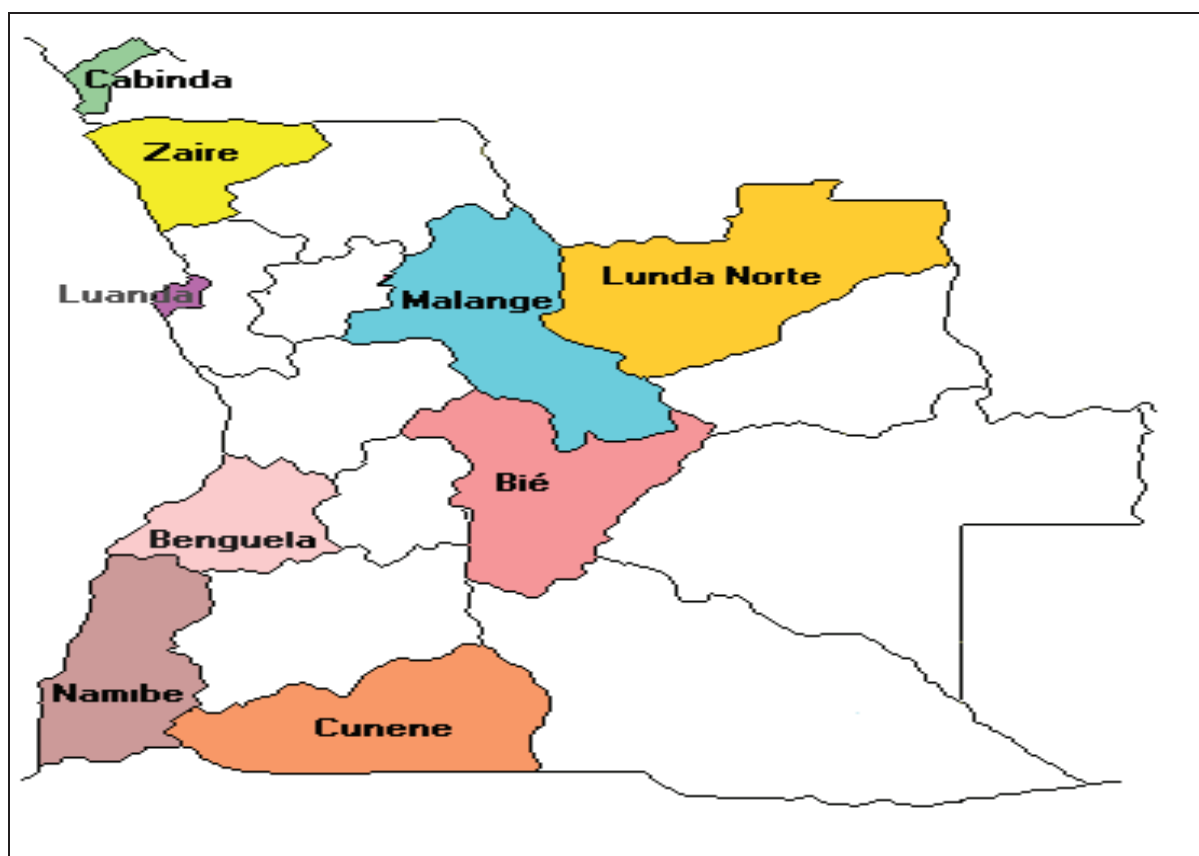 Cabinda
Zaire
Lunda Norte
Luanda
Malange
Bié
Benguela
Namibe
Cunene